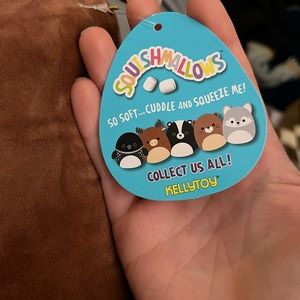 SQUISHMALLOWS
SO SOFT...CUDDLE AND SQUEEZE ME!
COLLECT US ALL!
KELLYTOY